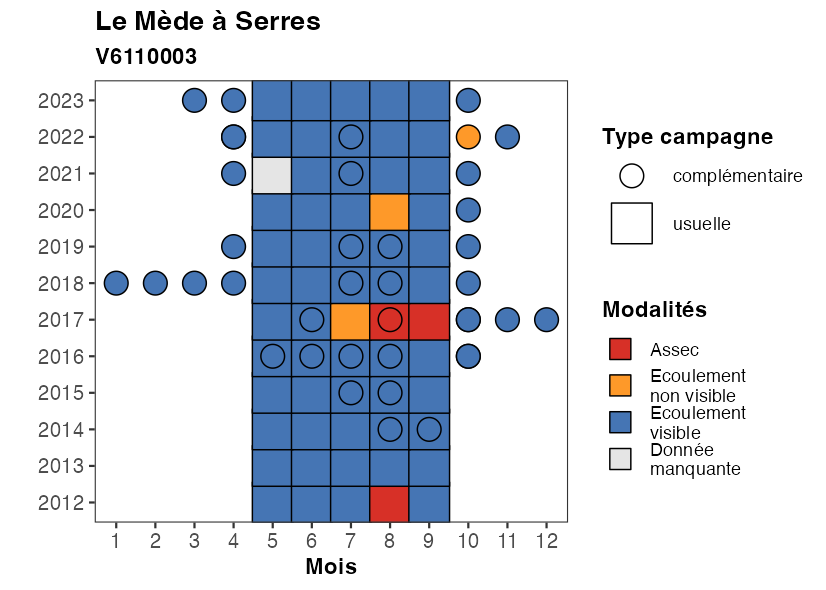 Le Mède à Serres
V6110003
2023
2022
2021
2020
2019
2018
2017
2016
2015
2014
2013
2012
1 2 3 4 5 6 7 8 9 10 11 12
Mois
Type campagne
complémentaire
usuelle
Modalités
Assec
Ecoulement
non visible
Ecoulement
visible
Donnée
manquante